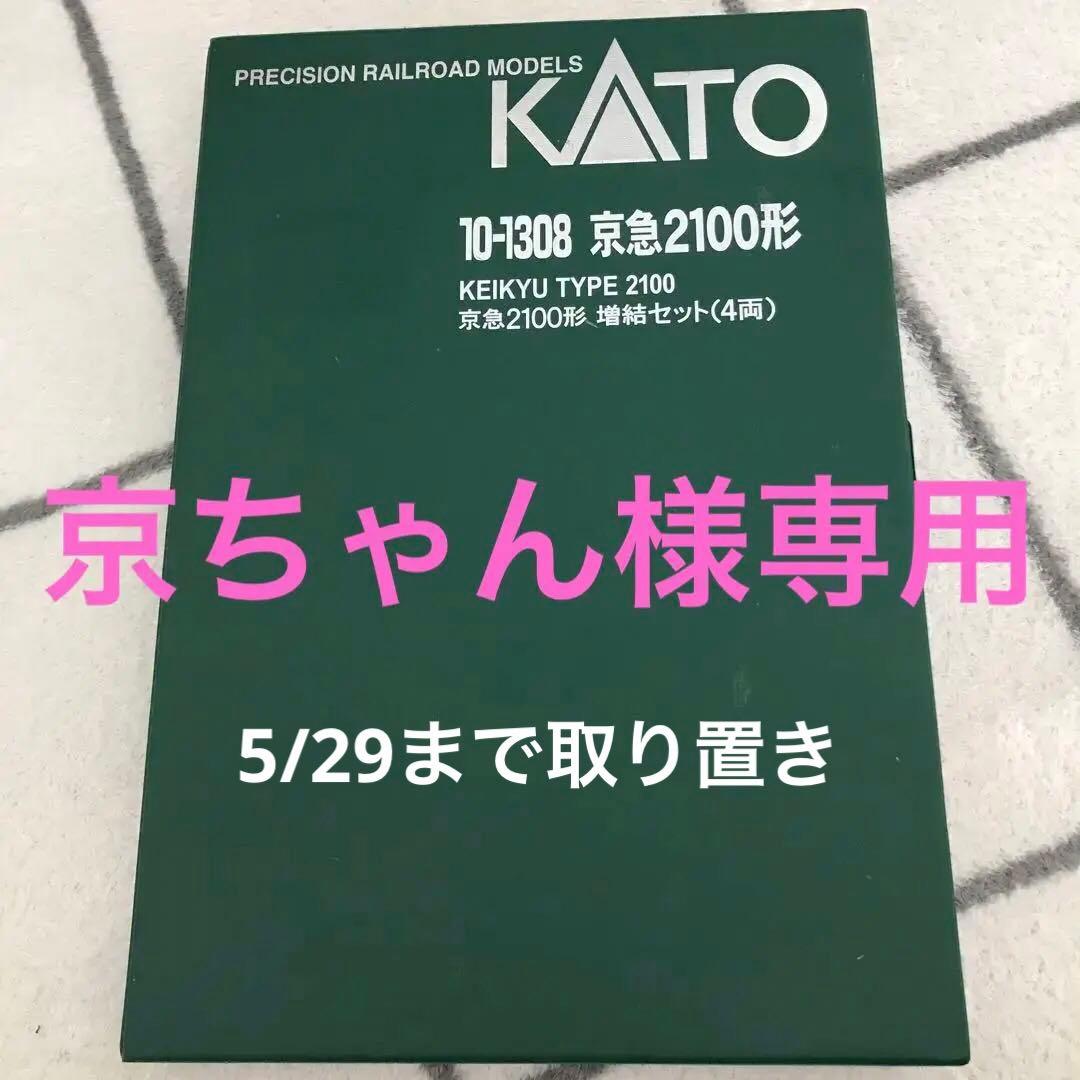 PRECISION RAILROAD MODELS
KATO
10-1308 京急2100形
KEIKYU TYPE 2100
京急2100形 増結セット(4両)
京ちゃん様専用
5/29まで取り置き